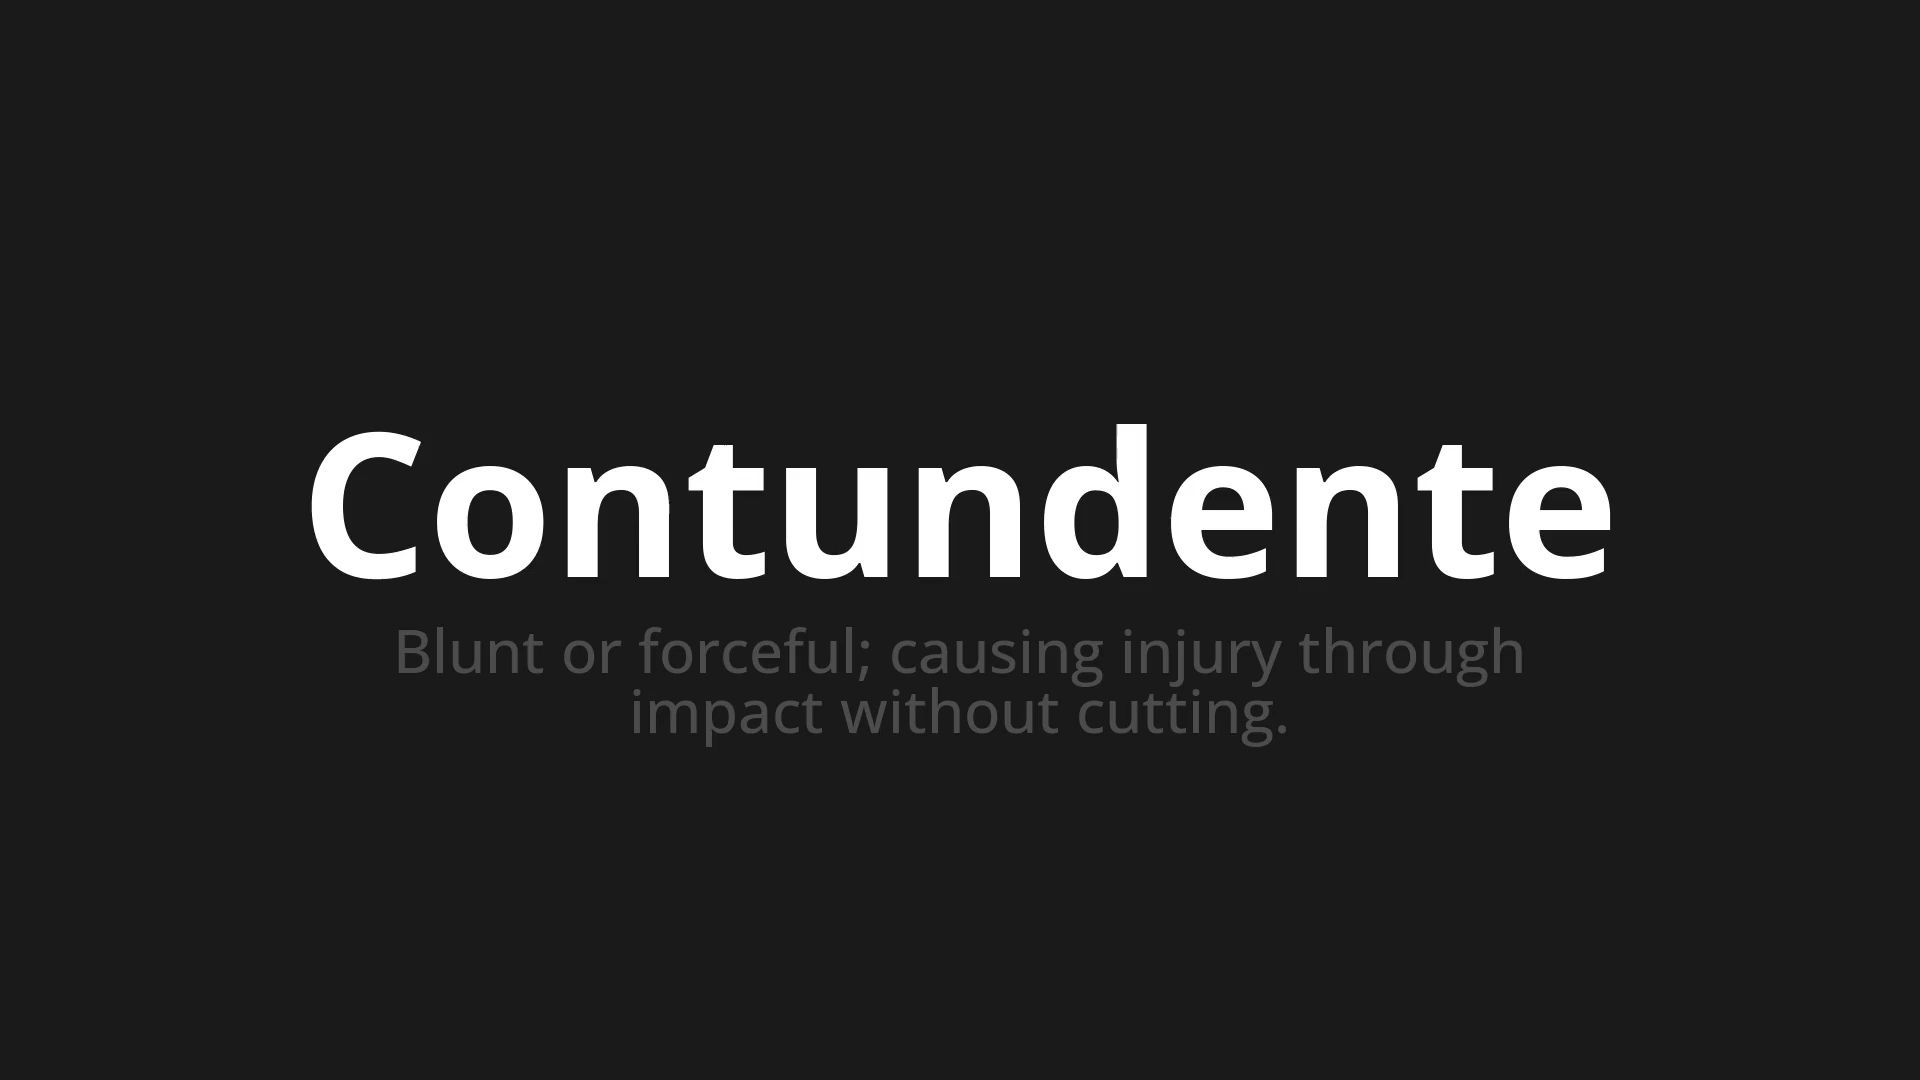 Contundente
Blunt or forceful; causing injury through
impact without cutting.